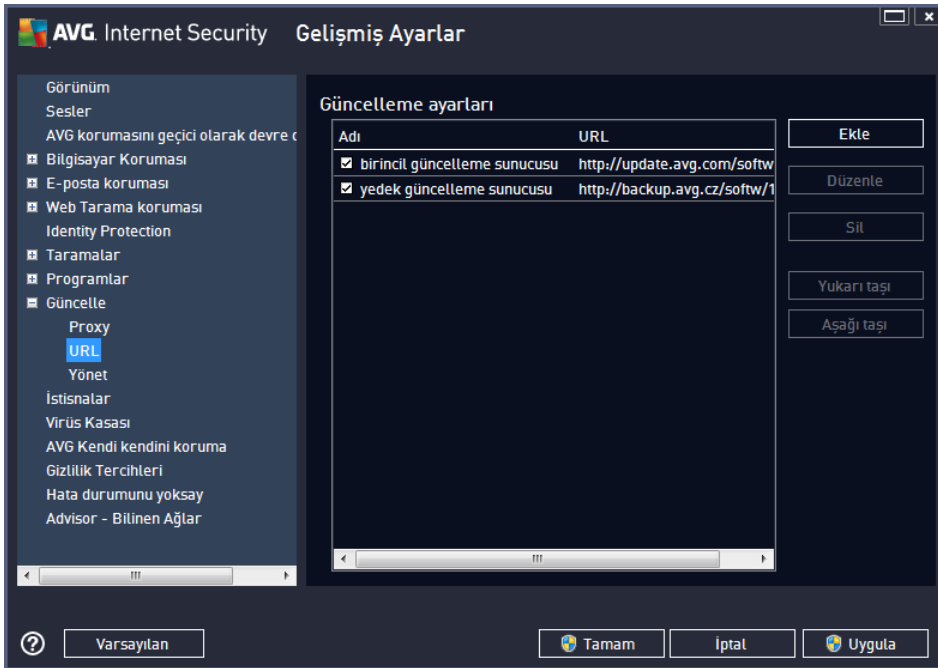 AVG. Internet Security Gelişmiş Ayarlar
Görünüm
Sesler
AVG korumasını geçici olarak devre
Bilgisayar Koruması
E-posta koruması
Web Tarama koruması
Identity Protection
Taramalar
Programlar
Güncelle
Proxy
URL
Yönet
İstisnalar
Virüs Kasası
AVG Kendi kendini koruma
Gizlilik Tercihleri
Hata durumunu yoksay
Advisor - Bilinen Ağlar
Güncelleme ayarları
Adı URL
birincil güncelleme sunucusu http://update.avg.com/softw
yedek güncelleme sunucusu http://backup.avg.cz/softw/1
Ekle
Düzenle
Sil
Yukarı taşı
Aşağı taşı
Varsayılan
Tamam
İptal
Uygula